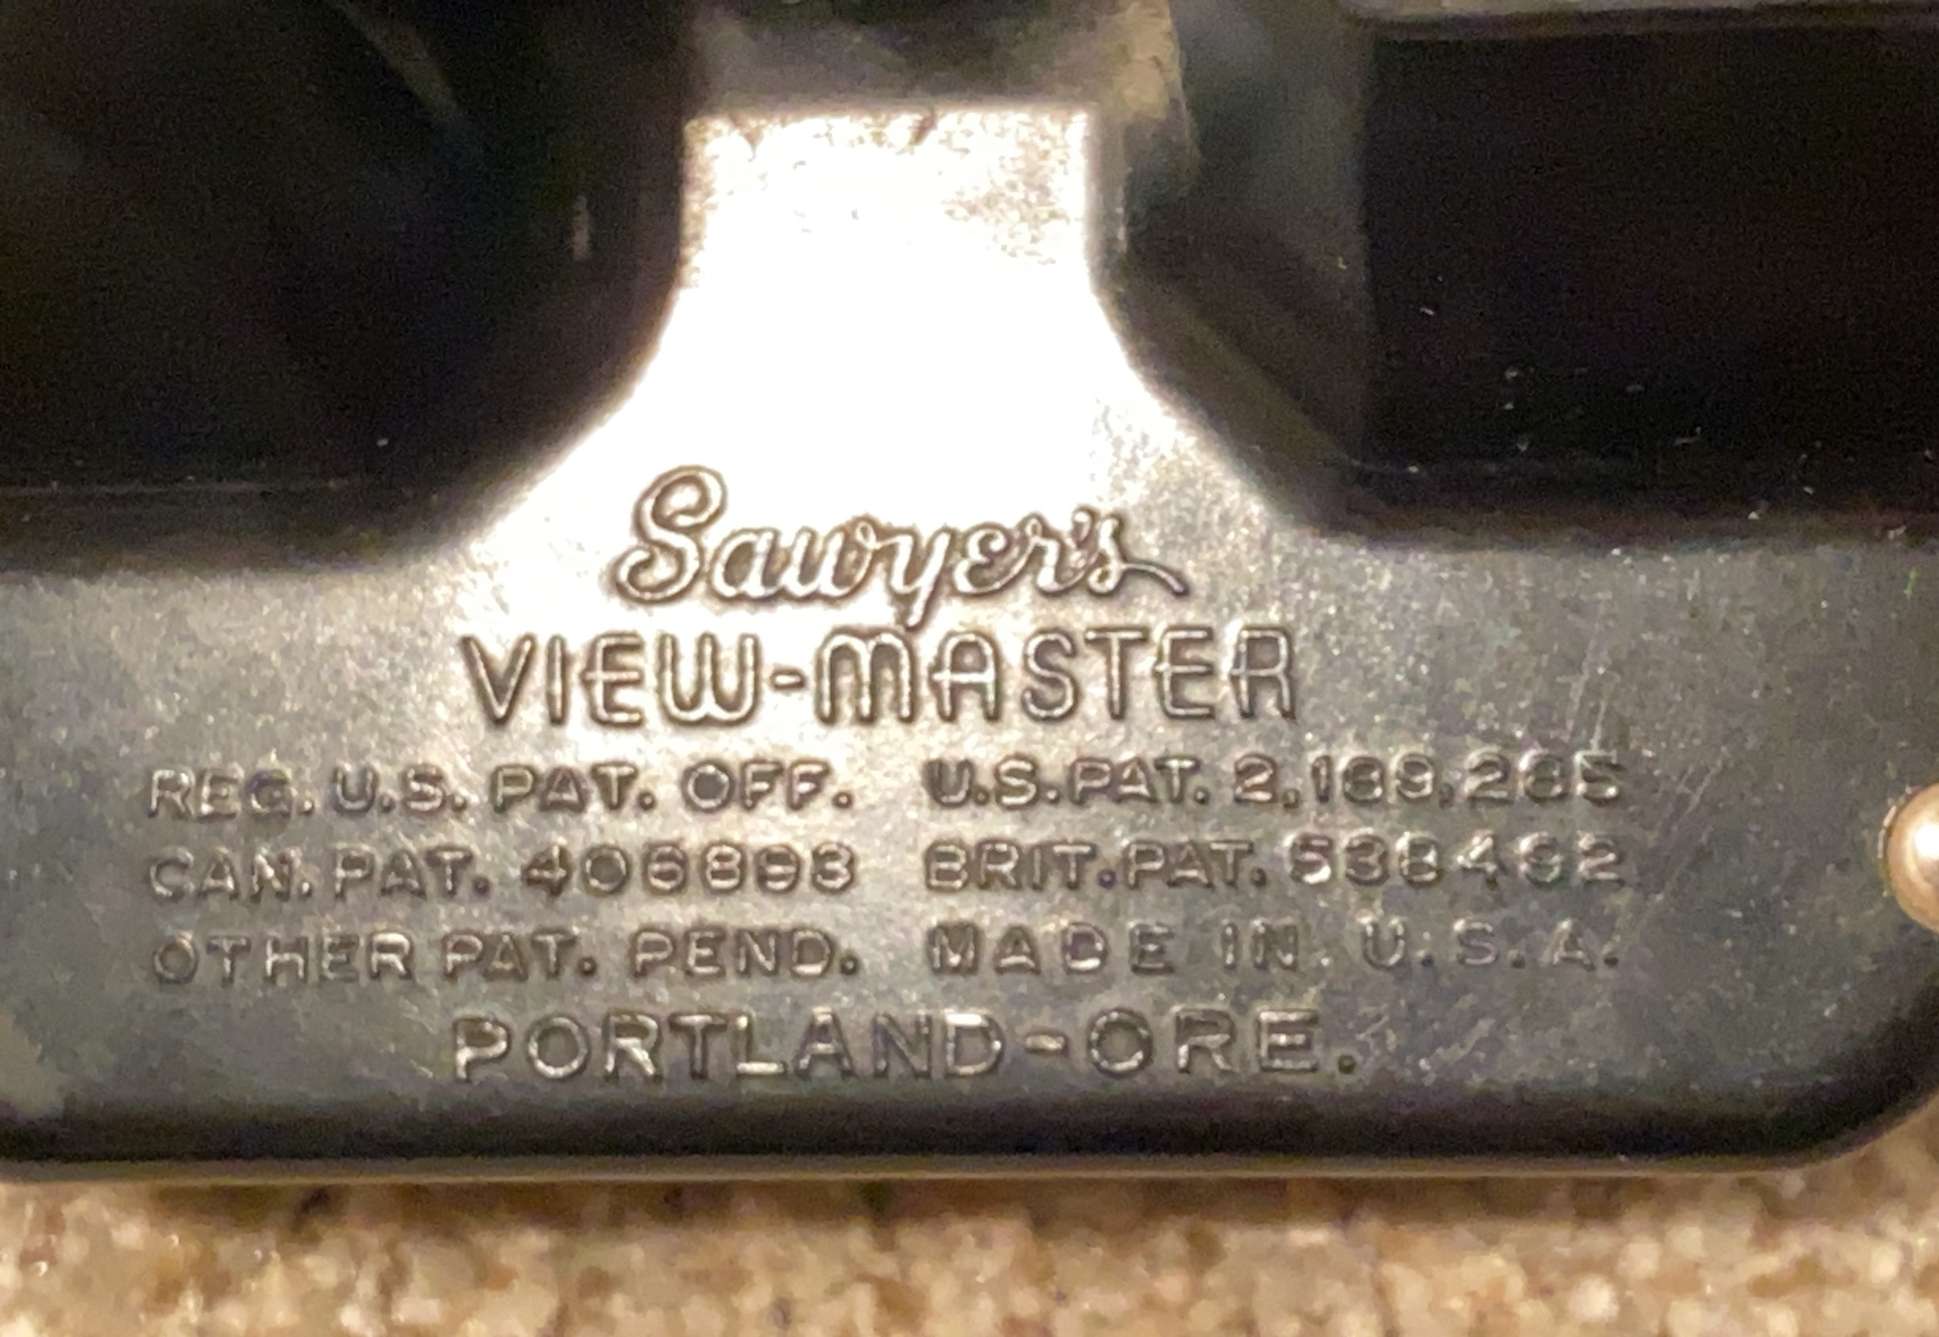 Sawyer's
VIEW-MASTER
REG. U.S. PAT. OFF. U.S. PAT. 2,189,285
CAN. PAT. 406893 BRIT. PAT. 538492
OTHER PAT. PEND. MADE IN U.S.A.
PORTLAND-ORE.